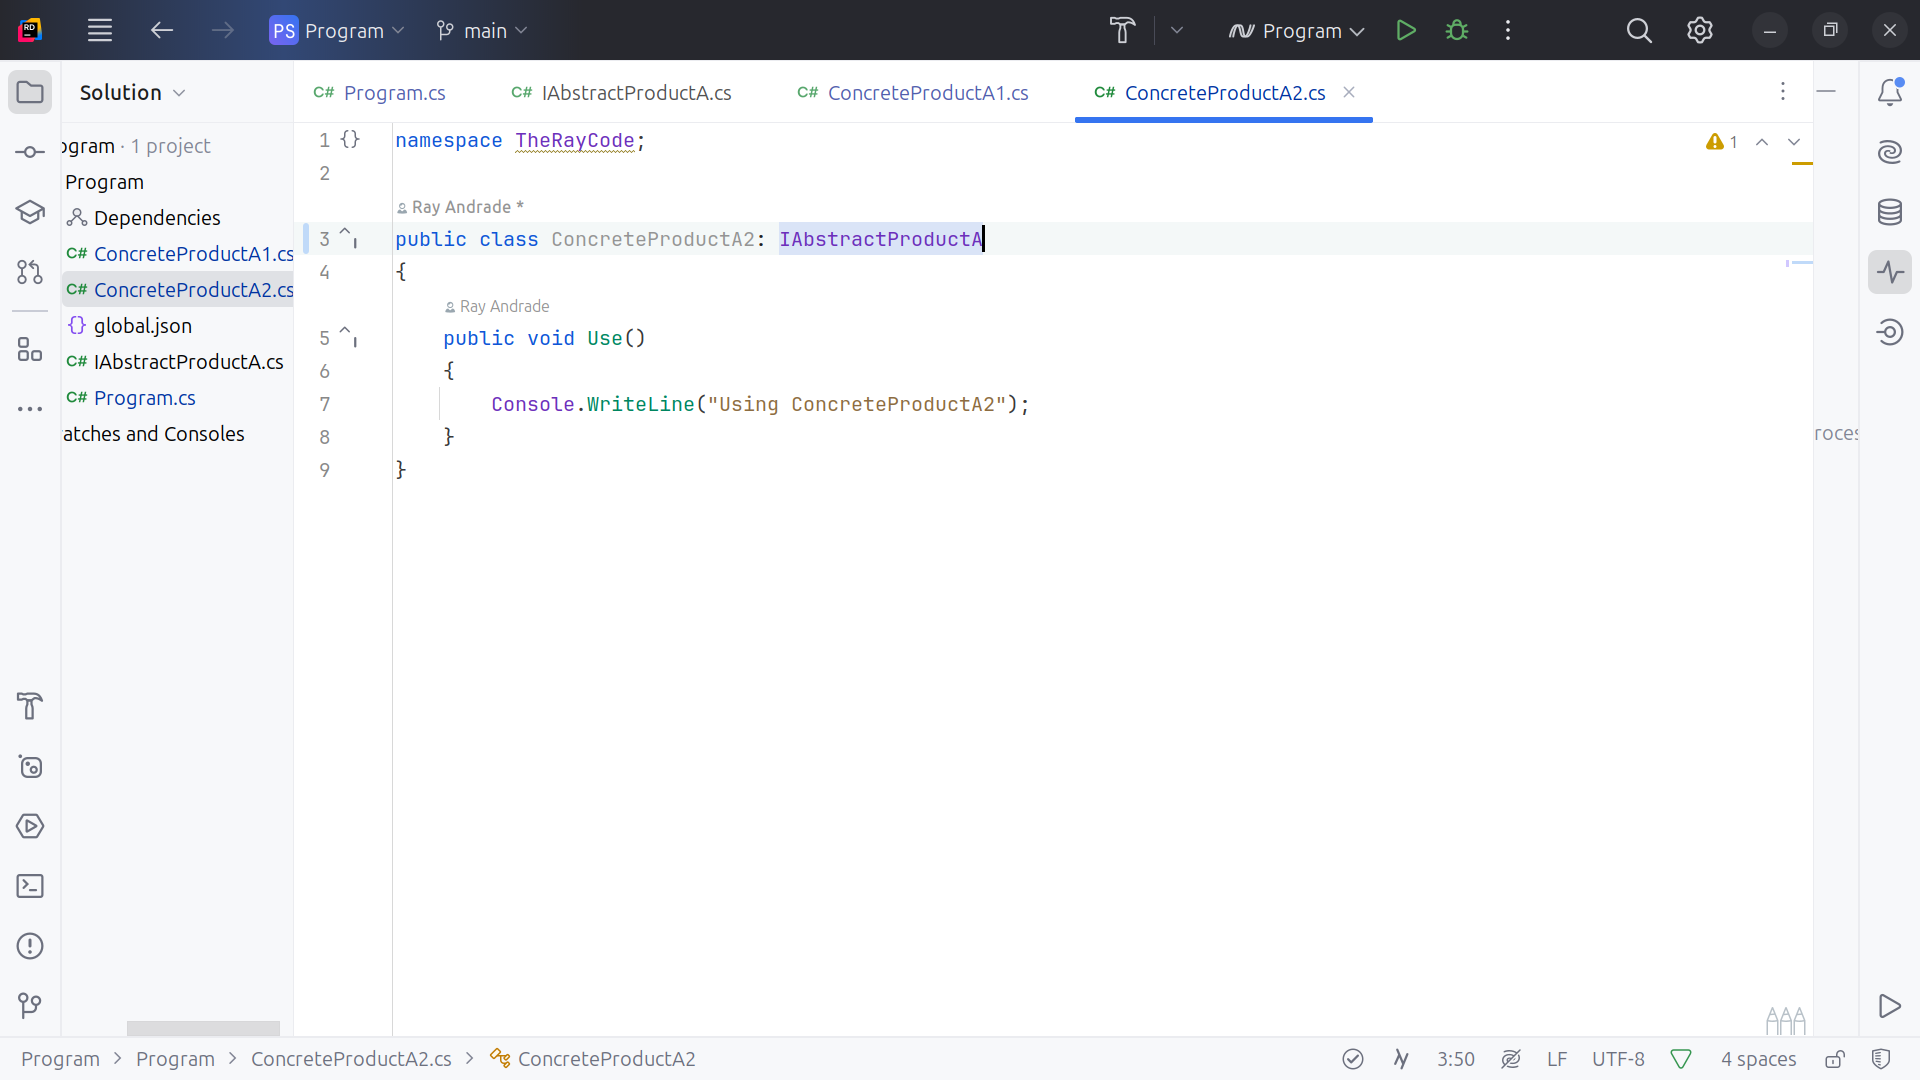 PS Program main Program
Solution
Program.cs IAbstractProductA.cs ConcreteProductA1.cs ConcreteProductA2.cs
ogram · 1 project
Program
Dependencies
C# ConcreteProductA1.cs
C# ConcreteProductA2.cs
{} global.json
C# IAbstractProductA.cs
C# Program.cs
atches and Consoles
1 {} namespace TheRayCode;
1
2
Ray Andrade *
3 public class ConcreteProductA2: IAbstractProductA
4 {
Ray Andrade
5 public void Use()
6 {
7 Console.WriteLine("Using ConcreteProductA2");
8 }
9 }
roces
Program > Program > ConcreteProductA2.cs > ConcreteProductA2
3:50 LF UTF-8 4 spaces